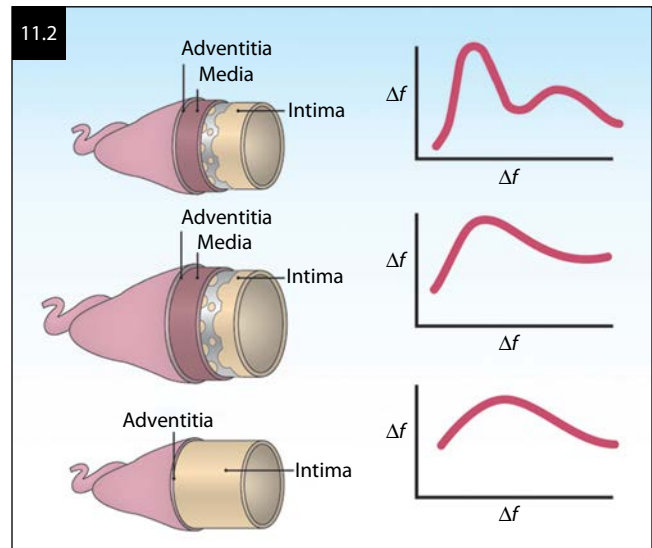 11.2
Adventitia
Media
Intima
Δf
Δf
Adventitia
Media
Intima
Δf
Δf
Adventitia
Intima
Δf
Δf